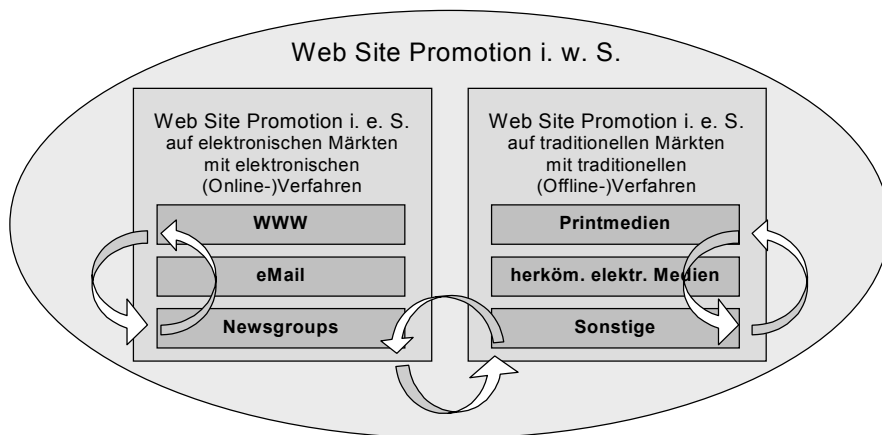 Web Site Promotion i. w. S.
Web Site Promotion i. e. S.
auf elektronischen Märkten
mit elektronischen
(Online-)Verfahren
WWW
eMail
Newsgroups
Web Site Promotion i. e. S.
auf traditionellen Märkten
mit traditionellen
(Offline-)Verfahren
Printmedien
herköm. elektr. Medien
Sonstige